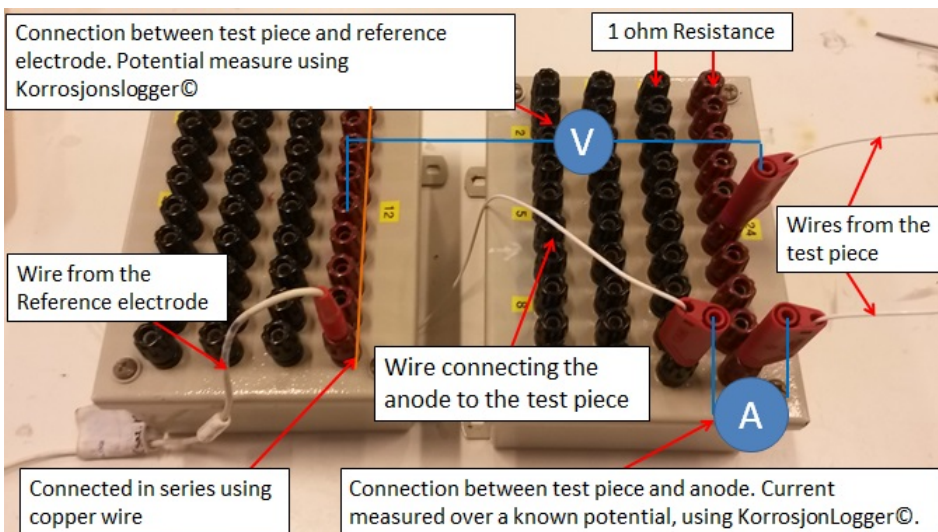 Connection between test piece and reference
electrode. Potential measure using
Korrosjonslogger©
1 ohm Resistance
V
2
5
8
12
24
Wires from the
test piece
Wire from the
Reference electrode
Wire connecting the
anode to the test piece
A
Connected in series using
copper wire
Connection between test piece and anode. Current
measured over a known potential, using KorrosjonLogger©.